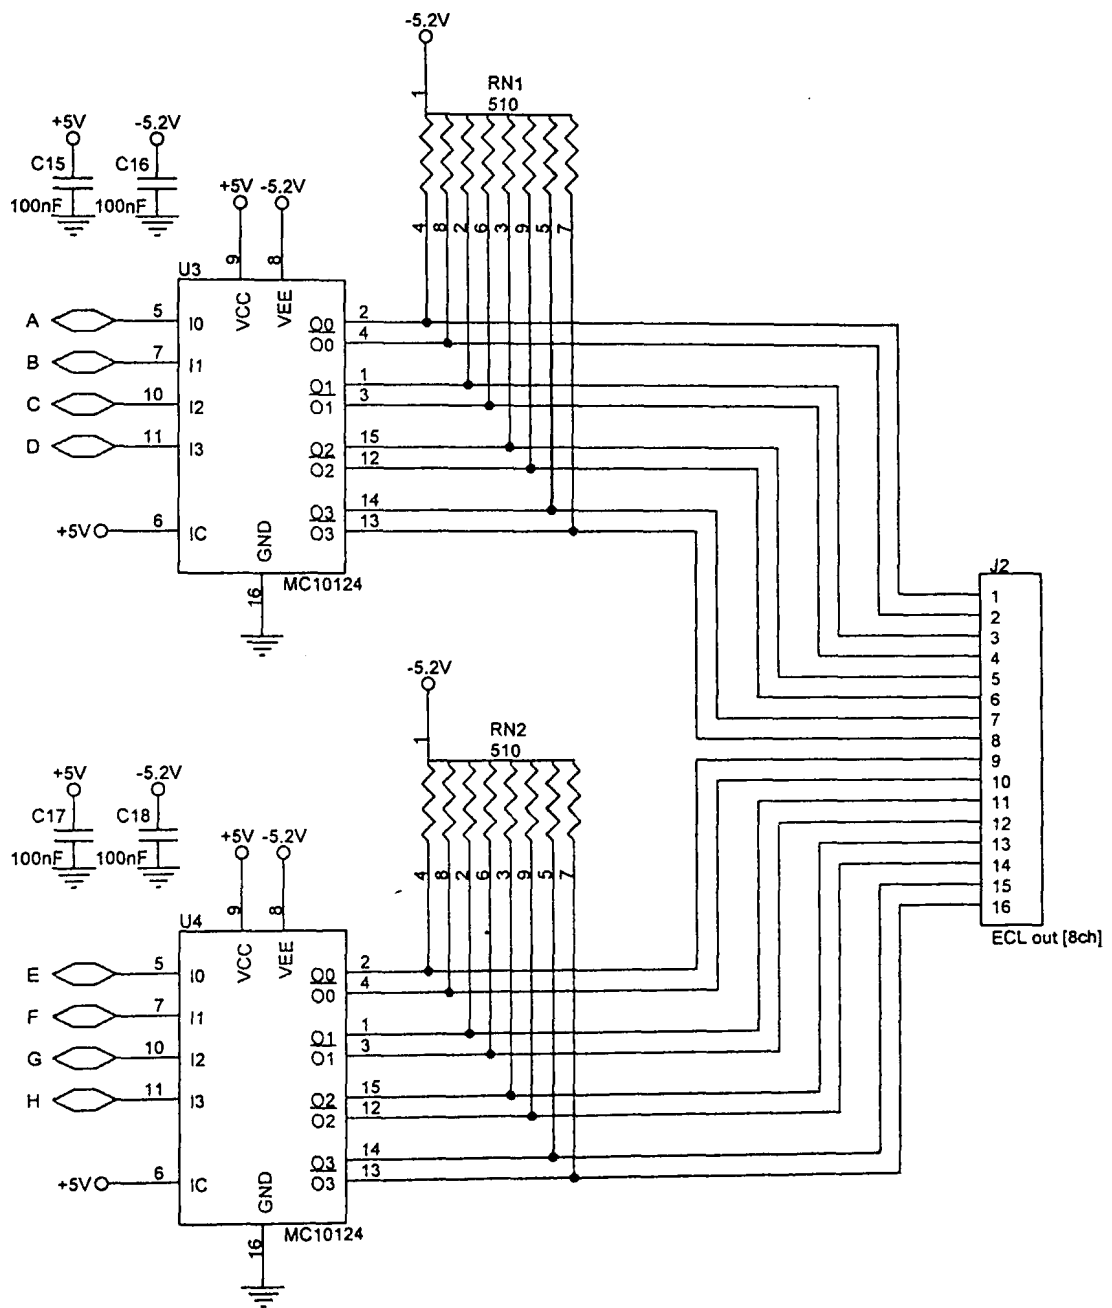 -5.2V
1
RN1
510
+5V
-5.2V
C15
C16
100nF
100nF
+5V
-5.2V
4
8
2
6
3
9
5
7
U3
9
8
VCC
VEE
A
5
I0
O0
2
O0
4
B
7
I1
O1
1
C
10
I2
O1
3
D
11
I3
O2
15
O2
12
O3
14
+5V
6
IC
GND
O3
13
16
MC10124
J2
1
2
3
4
5
6
7
8
9
10
11
12
13
14
15
16
ECL out [8ch]
-5.2V
1
RN2
510
+5V
-5.2V
C17
C18
100nF
100nF
+5V
-5.2V
4
8
2
6
3
9
5
7
U4
9
8
VCC
VEE
E
5
I0
O0
2
O0
4
F
7
I1
O1
1
G
10
I2
O1
3
H
11
I3
O2
15
O2
12
O3
14
+5V
6
IC
GND
O3
13
16
MC10124